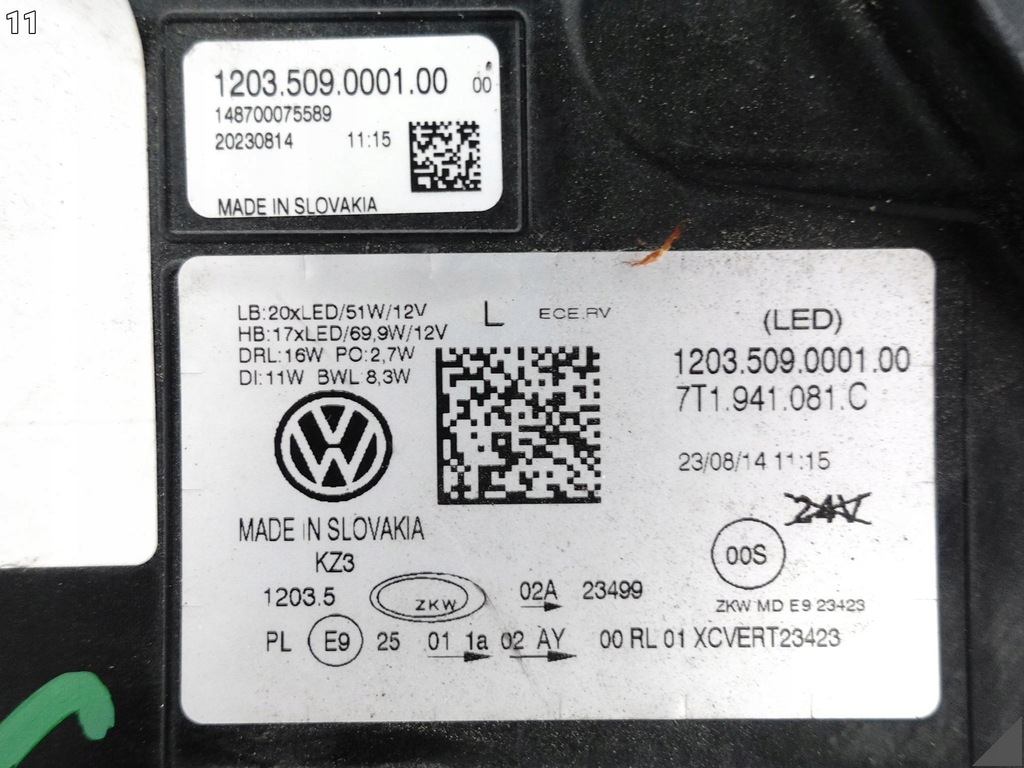 11
1203.509.0001.00 00
148700075589
20230814 11:15
MADE IN SLOVAKIA
LB:20xLED/51W/12V L ECE.RV
HB:17xLED/69,9W/12V
DRL:16W PO:2,7W
DI:11W BWL:8,3W
(LED)
1203.509.0001.00
7T1.941.081.C
23/08/14 11:15
24V
MADE IN SLOVAKIA
KZ3
00S
1203.5 ZKW 02A 23499
ZKW MD E9 23423
PL E9 25 01 1a 02 AY 00 RL 01 XCVERT23423